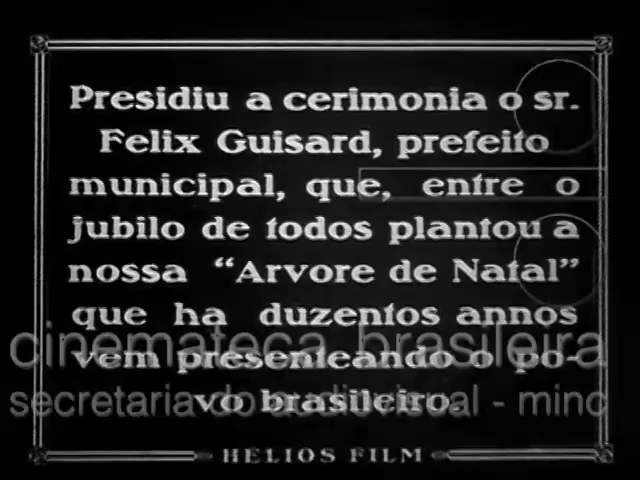 Presidiu a cerimonia o sr.
Felix Guisard, prefeito
municipal, que, entre o
jubilo de todos plantou a
nossa “Arvore de Natal”
que ha duzentos annos
cinemateca brasileira
vem presenteando o po-
secretaria do audiovisual - minc
vo brasileiro.
HELIOS FILM